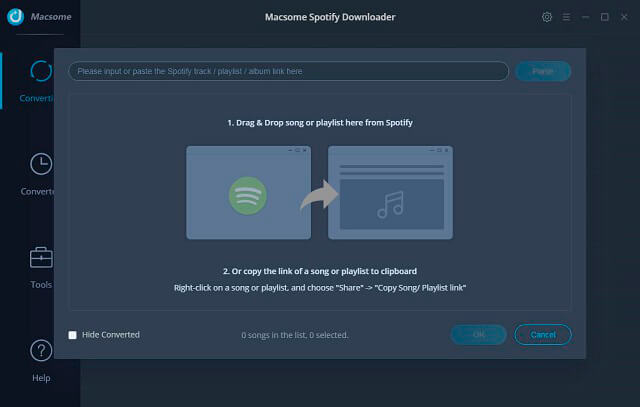 Macsome
Macsome Spotify Downloader
Please input or paste the Spotify track / playlist / album link here
Parse
1. Drag & Drop song or playlist here from Spotify
2. Or copy the link of a song or playlist to clipboard
Right-click on a song or playlist, and choose "Share" -> "Copy Song/ Playlist link"
Hide Converted
0 songs in the list, 0 selected.
OK
Cancel
Converti
Converte
Tools
Help